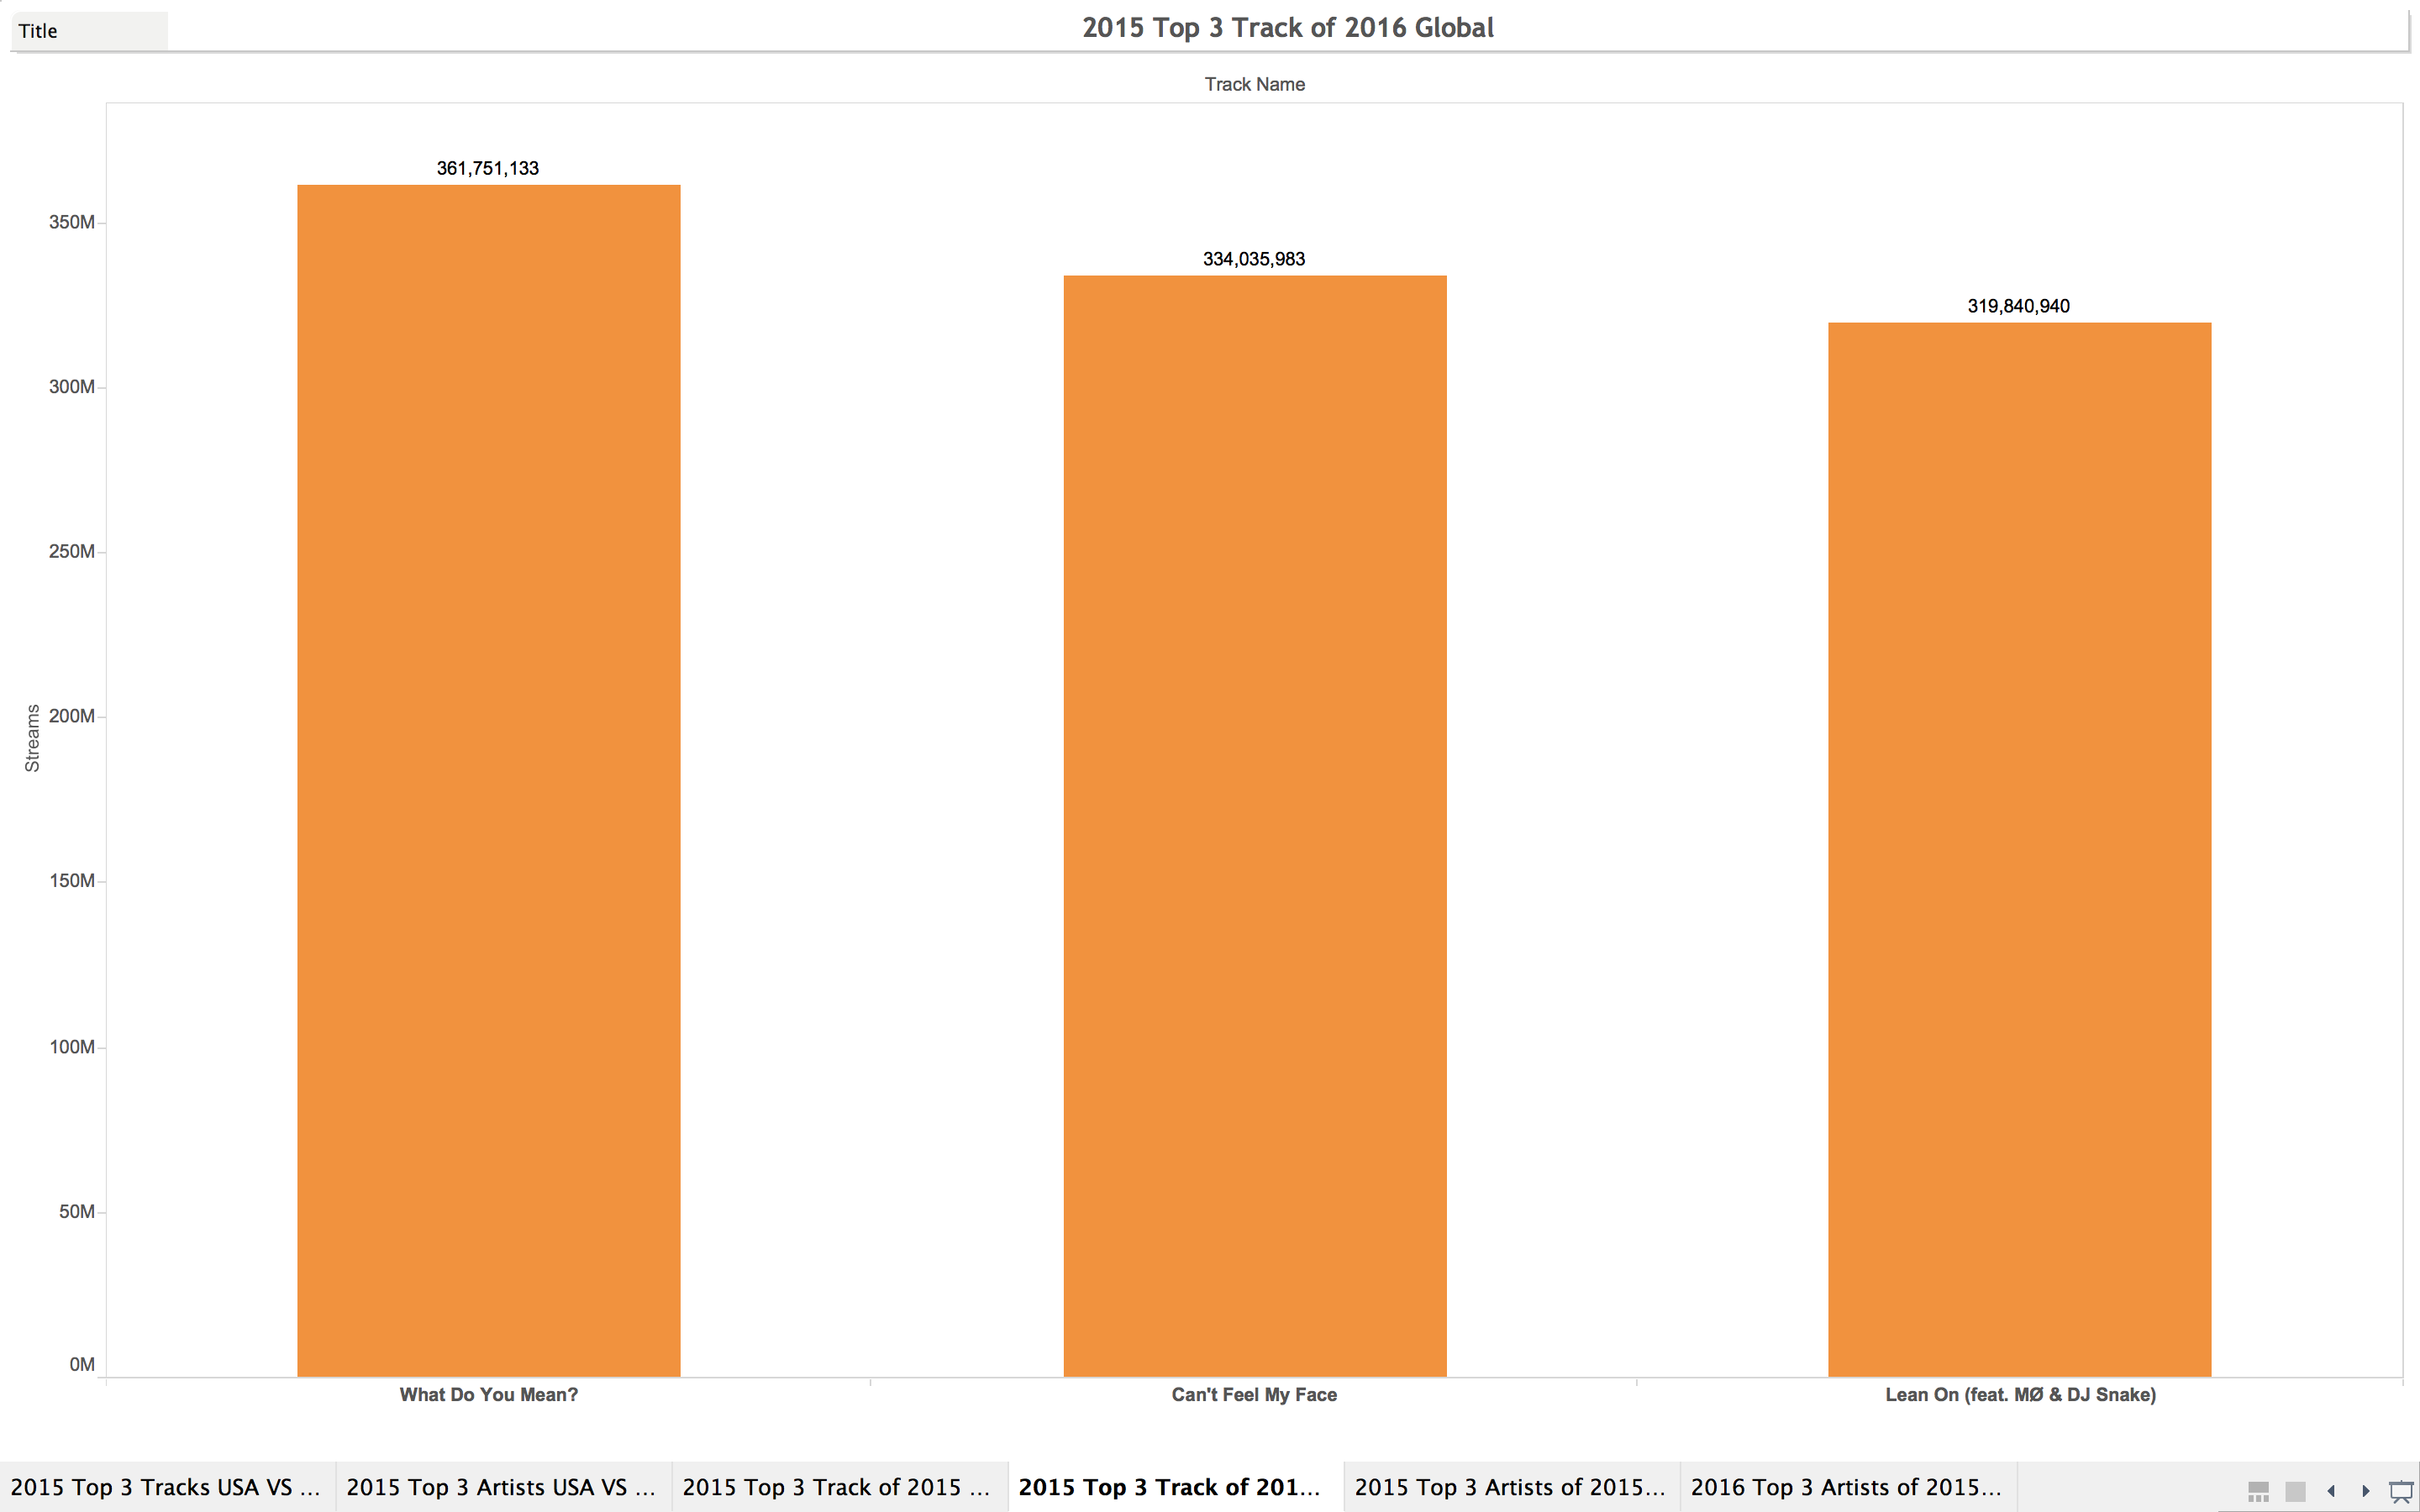 Title
2015 Top 3 Track of 2016 Global
Track Name
361,751,133
334,035,983
319,840,940
350M
300M
250M
200M
150M
100M
50M
0M
Streams
What Do You Mean?
Can't Feel My Face
Lean On (feat. MØ & DJ Snake)
2015 Top 3 Tracks USA VS ...
2015 Top 3 Artists USA VS ...
2015 Top 3 Track of 2015 ...
2015 Top 3 Track of 201...
2015 Top 3 Artists of 2015...
2016 Top 3 Artists of 2015...